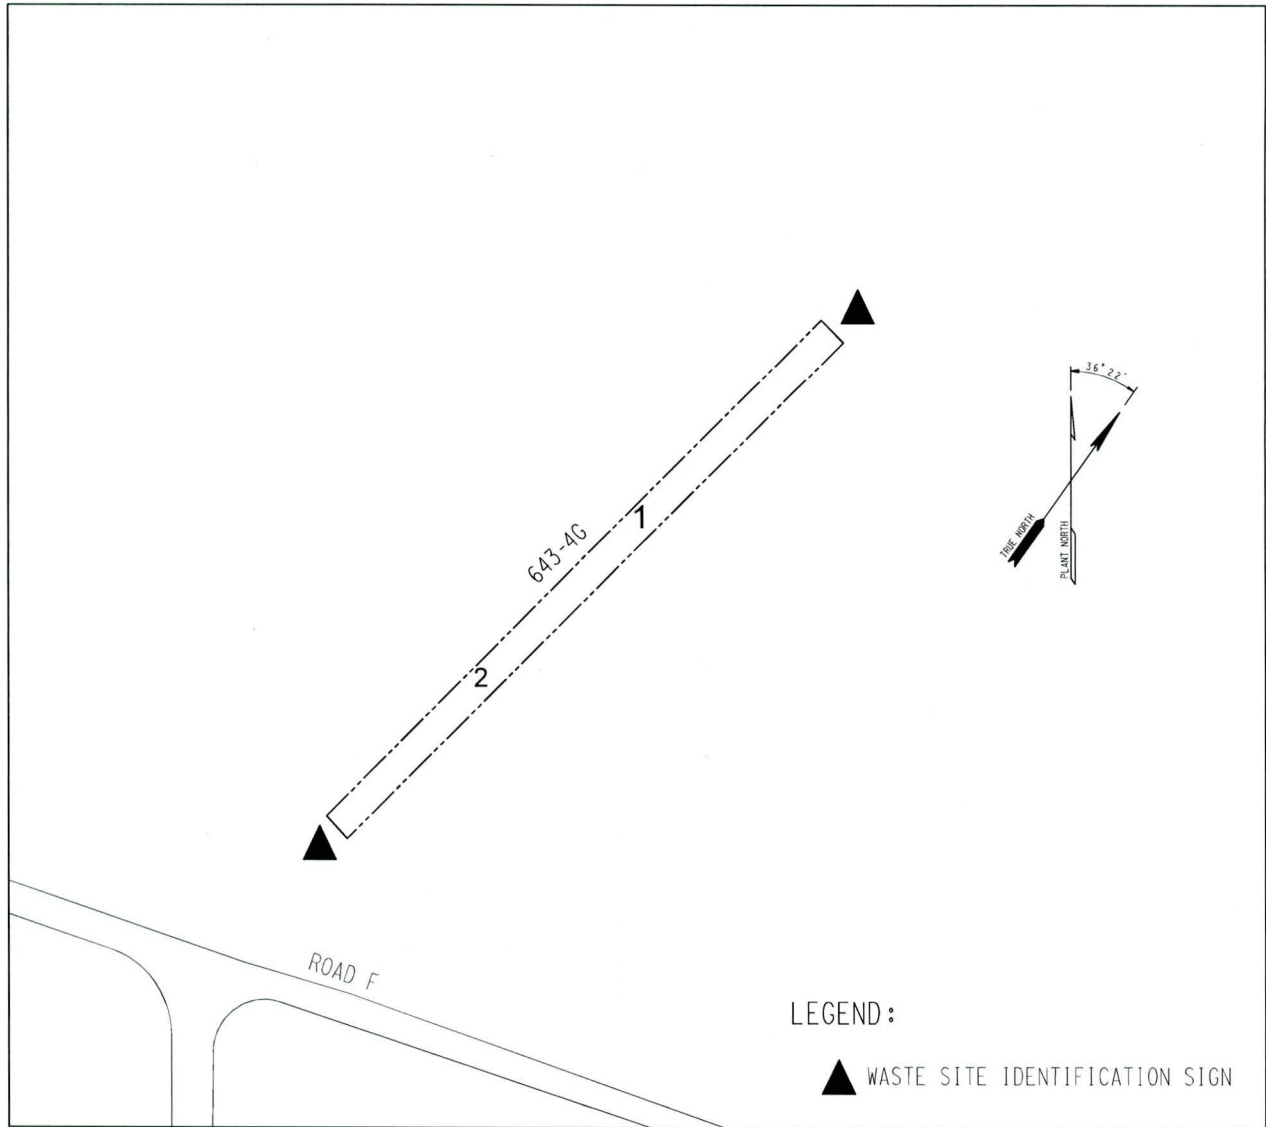 36° 22'
TRUE NORTH
PLANT NORTH
643-4G
1
2
ROAD F
LEGEND:
WASTE SITE IDENTIFICATION SIGN